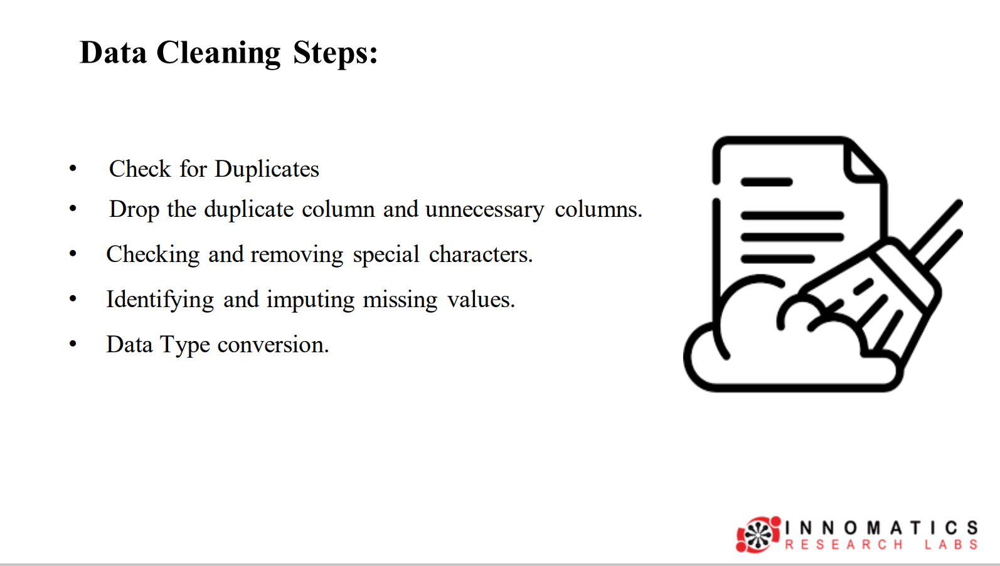 Data Cleaning Steps:
• Check for Duplicates
• Drop the duplicate column and unnecessary columns.
• Checking and removing special characters.
• Identifying and imputing missing values.
• Data Type conversion.
INNOMATICS
RESEARCH LABS